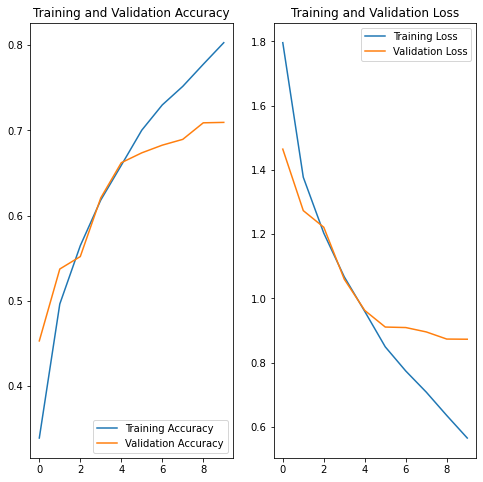 Training and Validation Accuracy
0.8
0.7
0.6
0.5
0.4
0 2 4 6 8
Training Accuracy
Validation Accuracy
Training and Validation Loss
1.8
1.6
1.4
1.2
1.0
0.8
0.6
0 2 4 6 8
Training Loss
Validation Loss